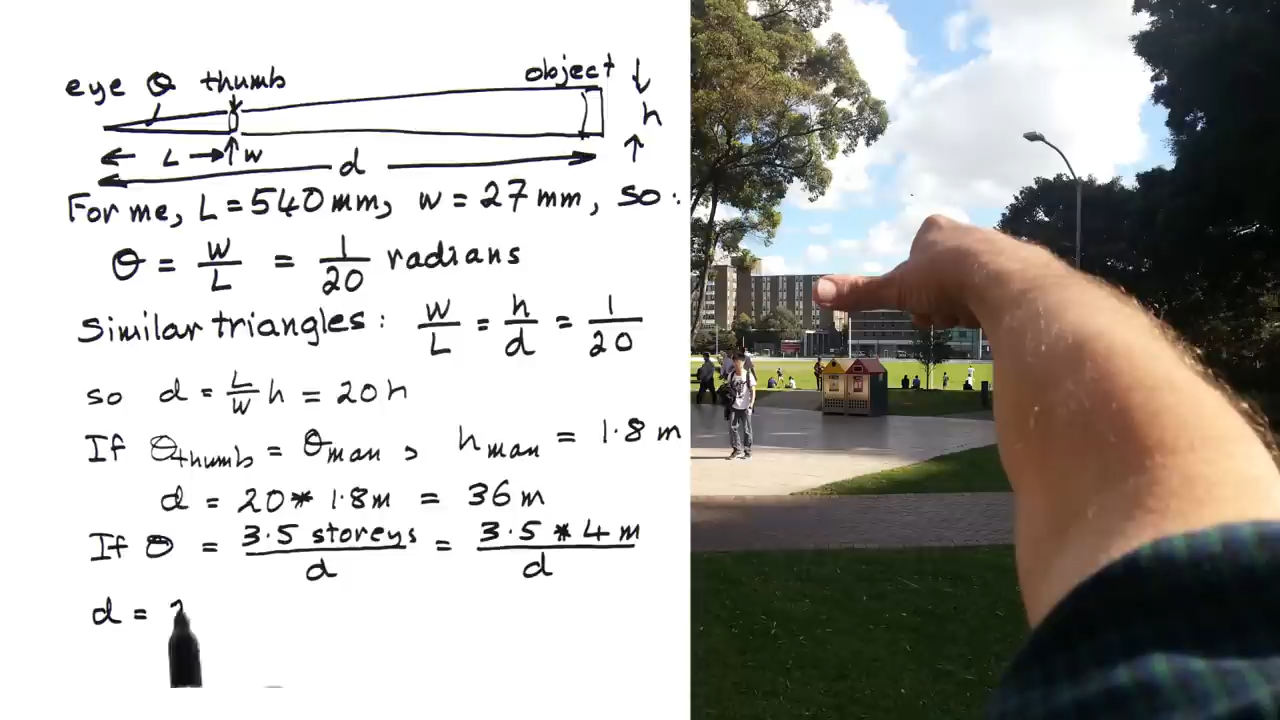 eye θ thumb object ↓
h
← L → ↑ w ↑
← d →
For me, L = 540 mm, w = 27 mm, so:
θ = w/L = 1/20 radians
Similar triangles: w/L = h/d = 1/20
so d = L/w h = 20h
If θthumb = θman, hman = 1.8 m
d = 20 * 1.8 m = 36 m
If θ = 3.5 storeys/d = 3.5 * 4 m/d
d =